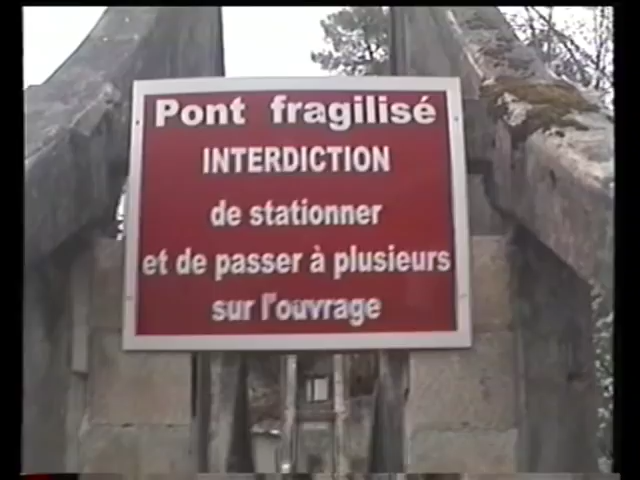 Pont fragilisé
INTERDICTION
de stationner
et de passer à plusieurs
sur l'ouvrage